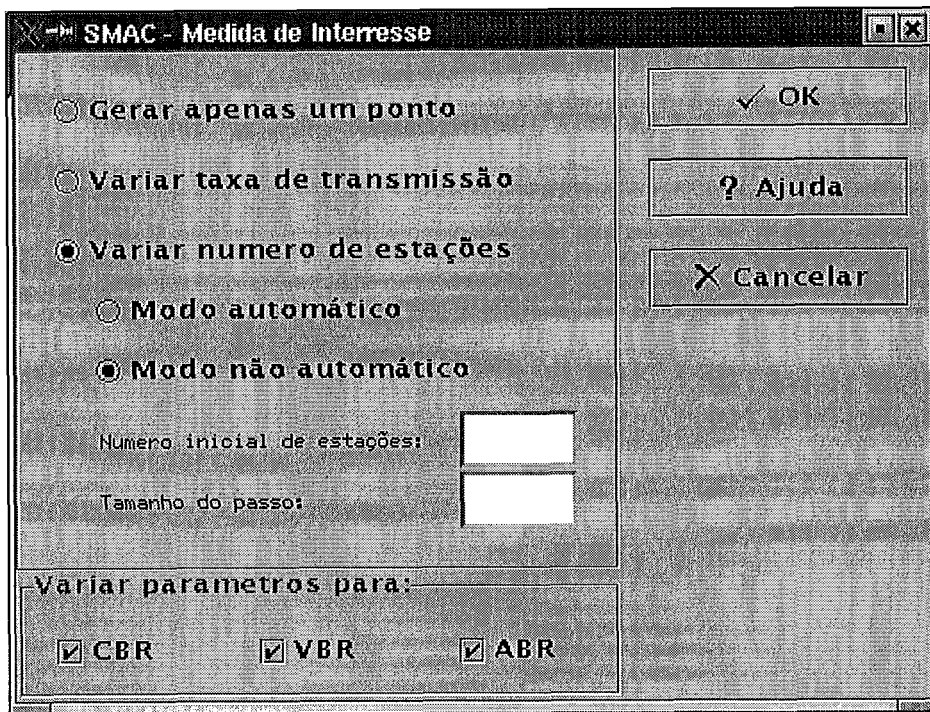 SMAC - Medida de Interresse
Gerar apenas um ponto
Variar taxa de transmissão
Variar numero de estações
Modo automático
Modo não automático
Numero inicial de estações:
Tamanho do passo:
Variar parametros para:
CBR VBR ABR
✓ OK
? Ajuda
X Cancelar